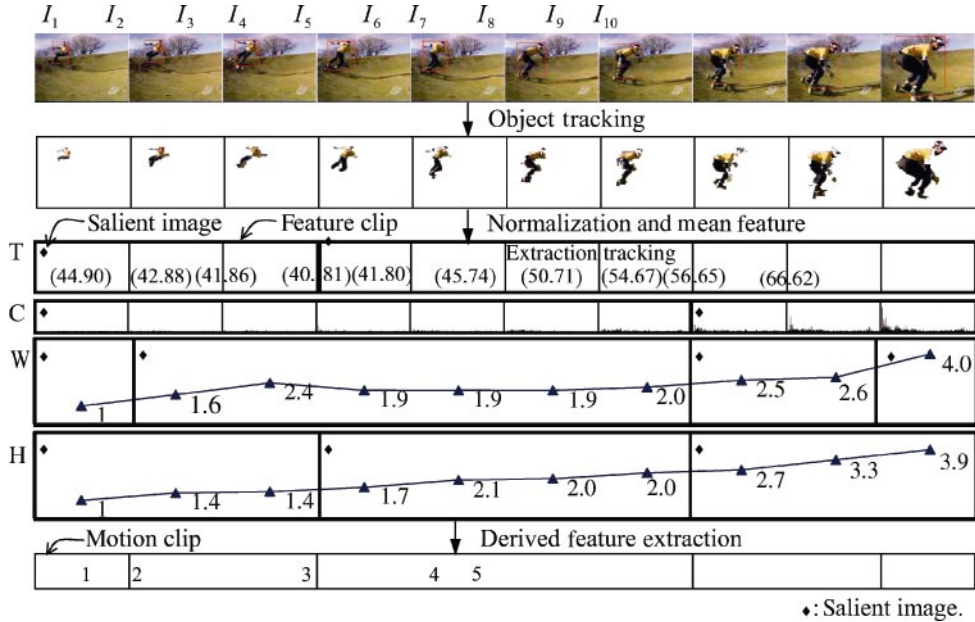 I1 I2 I3 I4 I5 I6 I7 I8 I9 I10
Object tracking
Salient image Feature clip Normalization and mean feature
T Extraction tracking
(44.90) (42.88) (41.86) (40.81) (41.80) (45.74) (50.71) (54.67) (56.65) (66.62)
C
W
1 1.6 2.4 1.9 1.9 1.9 2.0 2.5 2.6 4.0
H
1 1.4 1.4 1.7 2.1 2.0 2.0 2.7 3.3 3.9
Motion clip Derived feature extraction
1 2 3 4 5
♦: Salient image.